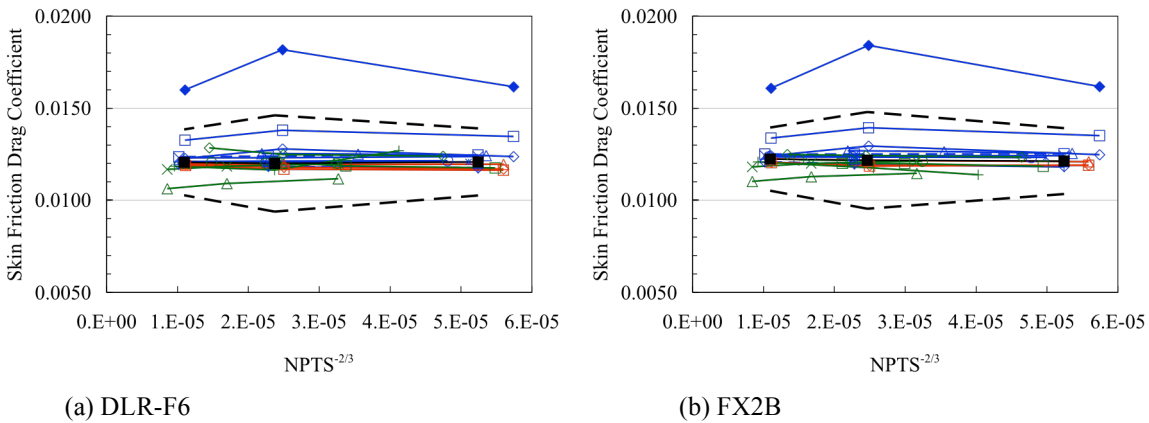 Skin Friction Drag Coefficient
0.0200
0.0150
0.0100
0.0050
0.E+00 1.E-05 2.E-05 3.E-05 4.E-05 5.E-05 6.E-05
NPTS-2/3
(a) DLR-F6
Skin Friction Drag Coefficient
0.0200
0.0150
0.0100
0.0050
0.E+00 1.E-05 2.E-05 3.E-05 4.E-05 5.E-05 6.E-05
NPTS-2/3
(b) FX2B